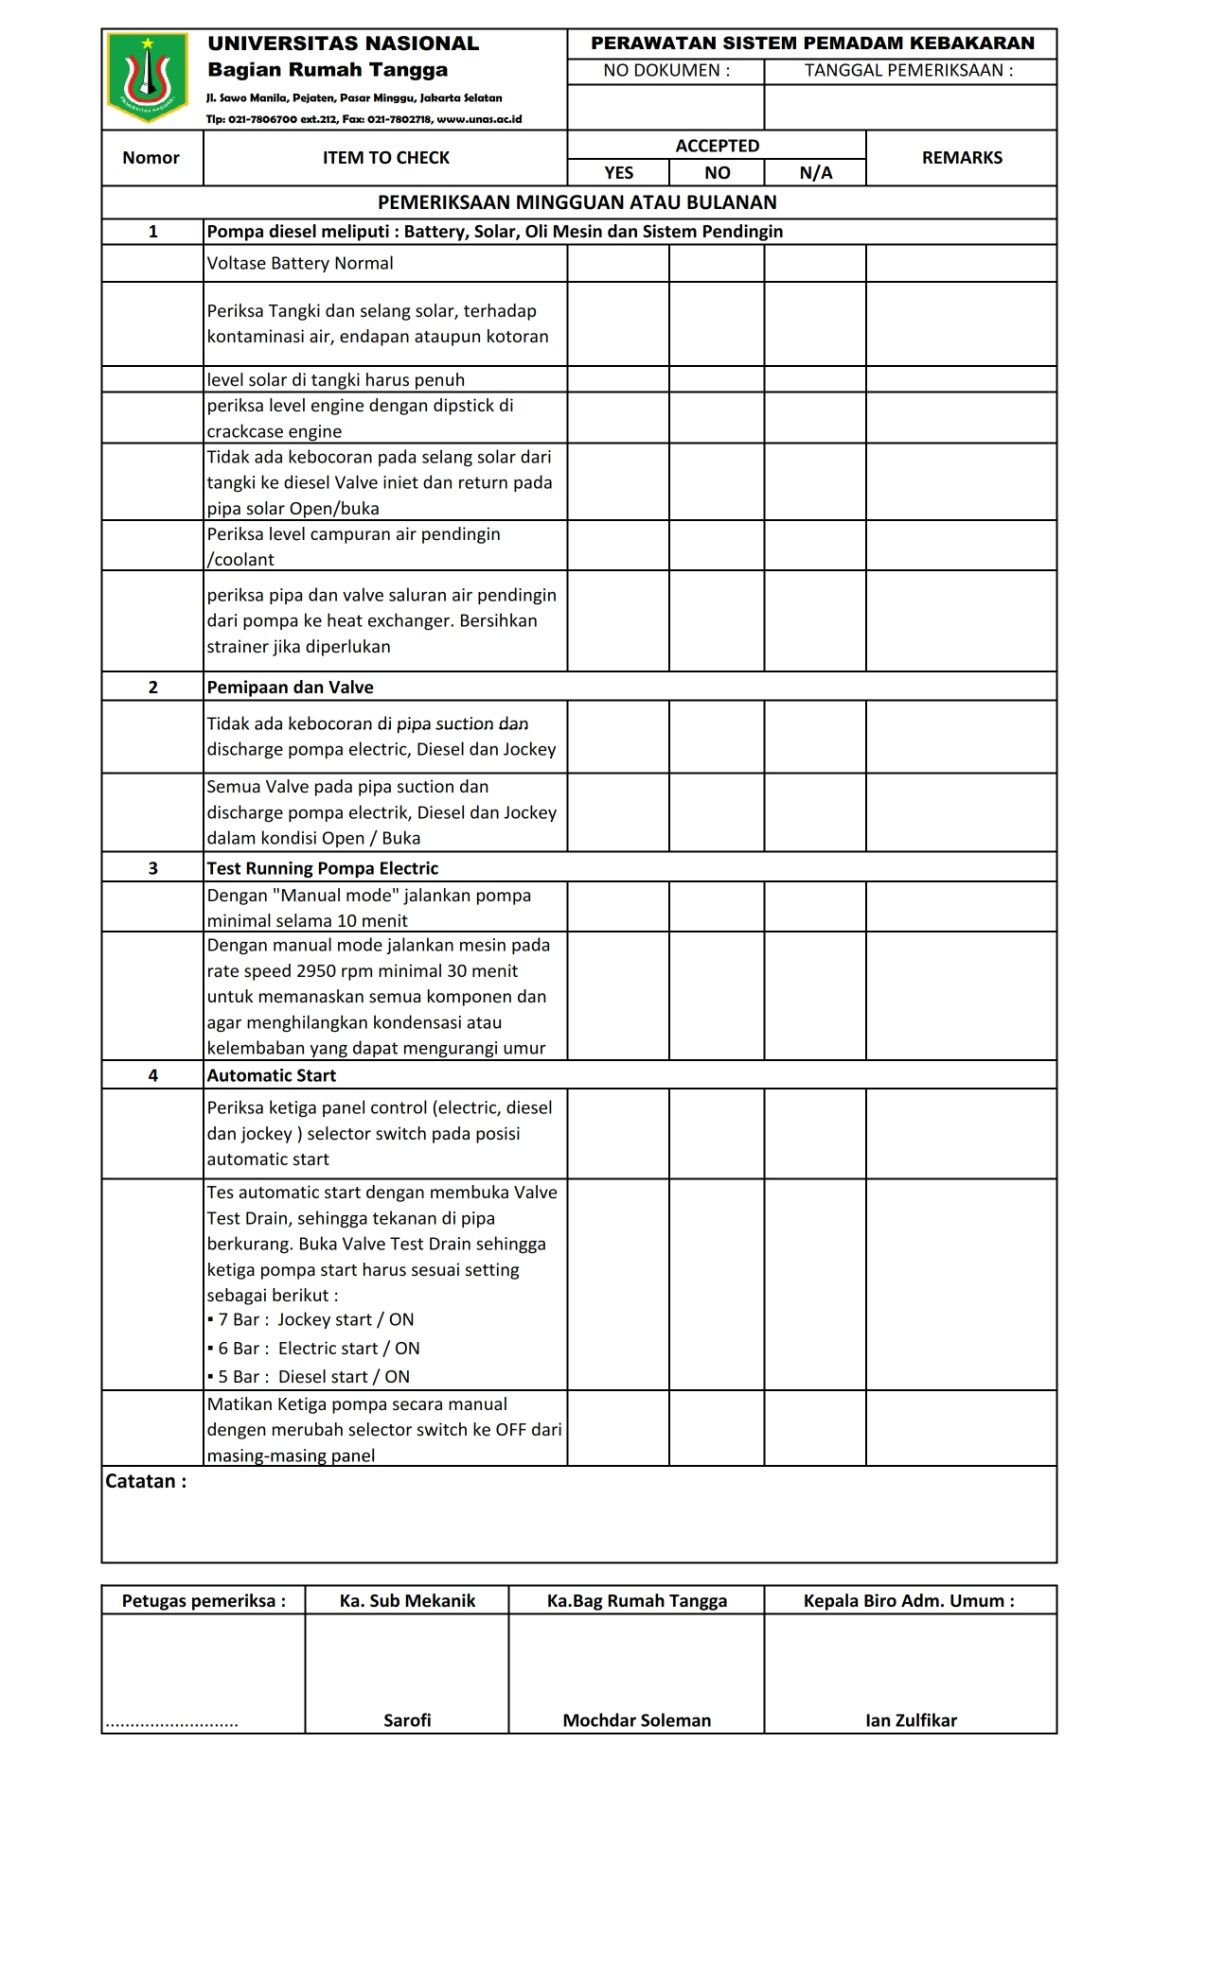 UNIVERSITAS NASIONAL
Bagian Rumah Tangga
Jl. Sawo Manila, Pejaten, Pasar Minggu, Jakarta Selatan
Tlp: 021-7806700 ext.212, Fax: 021-7802718, www.unas.ac.id
PERAWATAN SISTEM PEMADAM KEBAKARAN
NO DOKUMEN : TANGGAL PEMERIKSAAN :
Nomor ITEM TO CHECK ACCEPTED REMARKS
YES NO N/A
PEMERIKSAAN MINGGUAN ATAU BULANAN
1 Pompa diesel meliputi : Battery, Solar, Oli Mesin dan Sistem Pendingin
Voltase Battery Normal
Periksa Tangki dan selang solar, terhadap
kontaminasi air, endapan ataupun kotoran
level solar di tangki harus penuh
periksa level engine dengan dipstick di
crackcase engine
Tidak ada kebocoran pada selang solar dari
tangki ke diesel Valve iniet dan return pada
pipa solar Open/buka
Periksa level campuran air pendingin
/coolant
periksa pipa dan valve saluran air pendingin
dari pompa ke heat exchanger. Bersihkan
strainer jika diperlukan
2 Pemipaan dan Valve
Tidak ada kebocoran di pipa suction dan
discharge pompa electric, Diesel dan Jockey
Semua Valve pada pipa suction dan
discharge pompa electrik, Diesel dan Jockey
dalam kondisi Open / Buka
3 Test Running Pompa Electric
Dengan "Manual mode" jalankan pompa
minimal selama 10 menit
Dengan manual mode jalankan mesin pada
rate speed 2950 rpm minimal 30 menit
untuk memanaskan semua komponen dan
agar menghilangkan kondensasi atau
kelembaban yang dapat mengurangi umur
4 Automatic Start
Periksa ketiga panel control (electric, diesel
dan jockey ) selector switch pada posisi
automatic start
Tes automatic start dengan membuka Valve
Test Drain, sehingga tekanan di pipa
berkurang. Buka Valve Test Drain sehingga
ketiga pompa start harus sesuai setting
sebagai berikut :
▪ 7 Bar : Jockey start / ON
▪ 6 Bar : Electric start / ON
▪ 5 Bar : Diesel start / ON
Matikan Ketiga pompa secara manual
dengen merubah selector switch ke OFF dari
masing-masing panel
Catatan :
Petugas pemeriksa : Ka. Sub Mekanik Ka.Bag Rumah Tangga Kepala Biro Adm. Umum :
........................... Sarofi Mochdar Soleman Ian Zulfikar